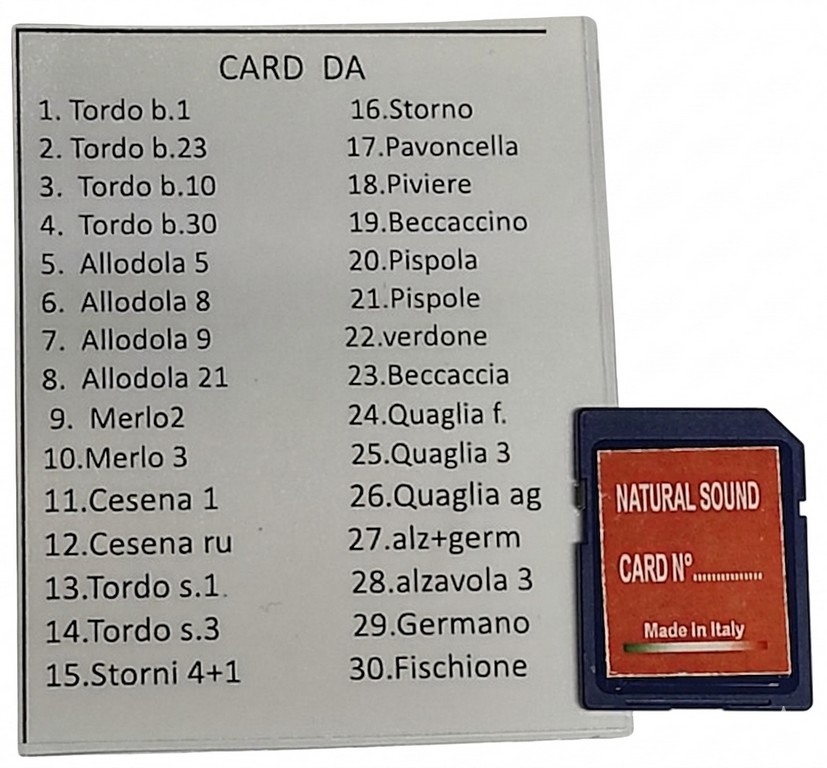 CARD DA
1. Tordo b.1
2. Tordo b.23
3. Tordo b.10
4. Tordo b.30
5. Allodola 5
6. Allodola 8
7. Allodola 9
8. Allodola 21
9. Merlo2
10.Merlo 3
11.Cesena 1
12.Cesena ru
13.Tordo s.1.
14.Tordo s.3
15.Storni 4+1
16.Storno
17.Pavoncella
18.Piviere
19.Beccaccino
20.Pispola
21.Pispole
22.verdone
23.Beccaccia
24.Quaglia f.
25.Quaglia 3
26.Quaglia ag
27.alz+germ
28.alzavola 3
29.Germano
30.Fischione
NATURAL SOUND
CARD N° ...............
Made in Italy